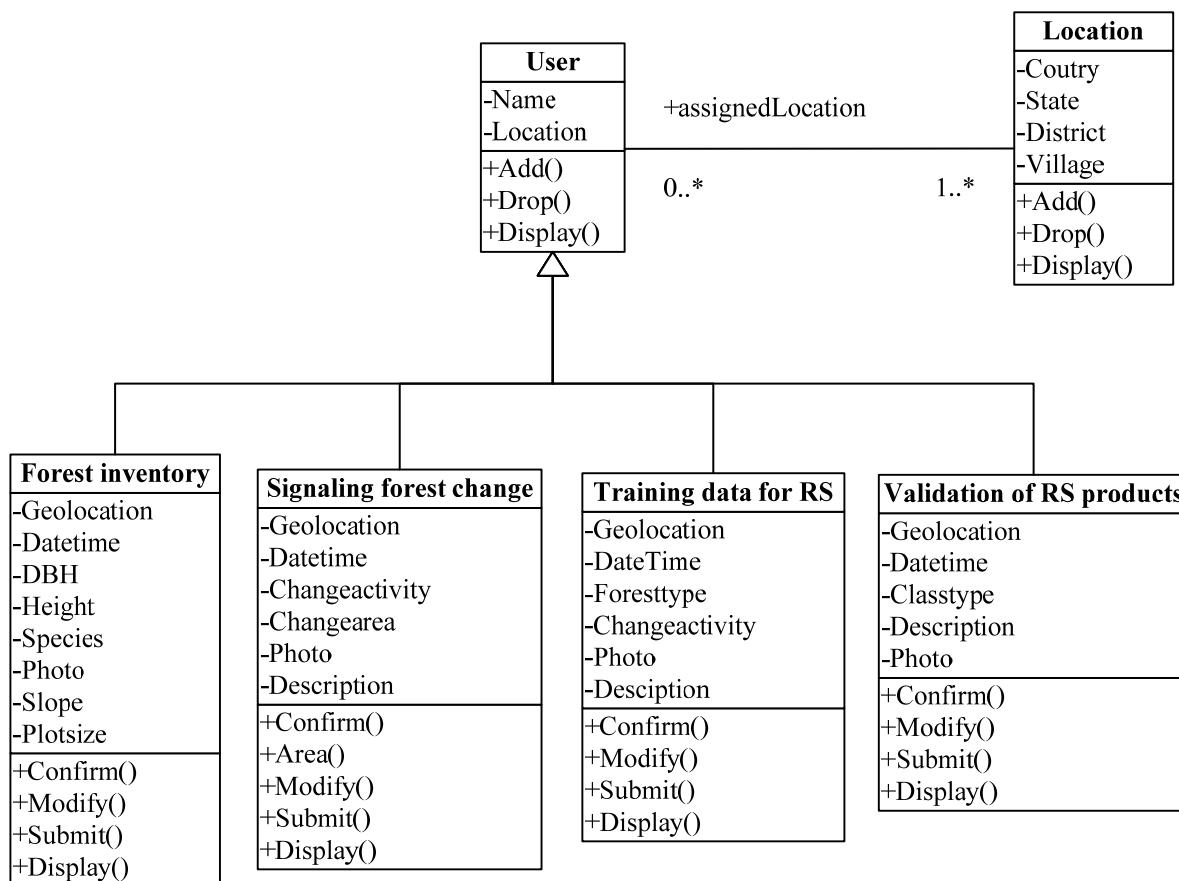 User
-Name
-Location
+Add()
+Drop()
+Display()
+assignedLocation
0..*
1..*
Location
-Coutry
-State
-District
-Village
+Add()
+Drop()
+Display()
Forest inventory
-Geolocation
-Datetime
-DBH
-Height
-Species
-Photo
-Slope
-Plotsize
+Confirm()
+Modify()
+Submit()
+Display()
Signaling forest change
-Geolocation
-Datetime
-Changeactivity
-Changearea
-Photo
-Description
+Confirm()
+Area()
+Modify()
+Submit()
+Display()
Training data for RS
-Geolocation
-DateTime
-Foresttype
-Changeactivity
-Photo
-Desciption
+Confirm()
+Modify()
+Submit()
+Display()
Validation of RS products
-Geolocation
-Datetime
-Classtype
-Description
-Photo
+Confirm()
+Modify()
+Submit()
+Display()